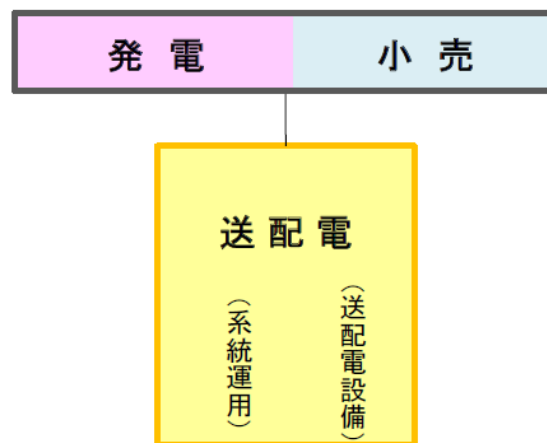 発電
小売
送配電
（送配電設備）
（系統運用）